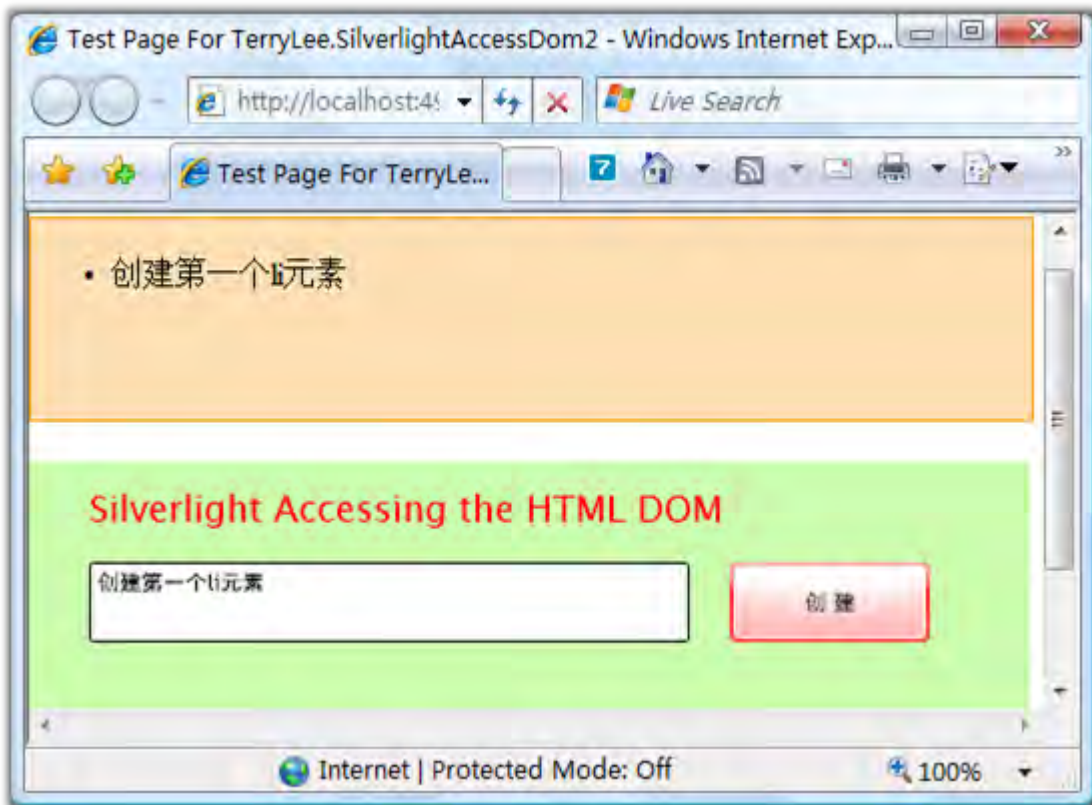 Test Page For TerryLee.SilverlightAccessDom2 - Windows Internet Exp...
http://localhost:49
Live Search
Test Page For TerryLe...
• 创建第一个li元素
Silverlight Accessing the HTML DOM
创建第一个li元素
创 建
Internet | Protected Mode: Off
100%